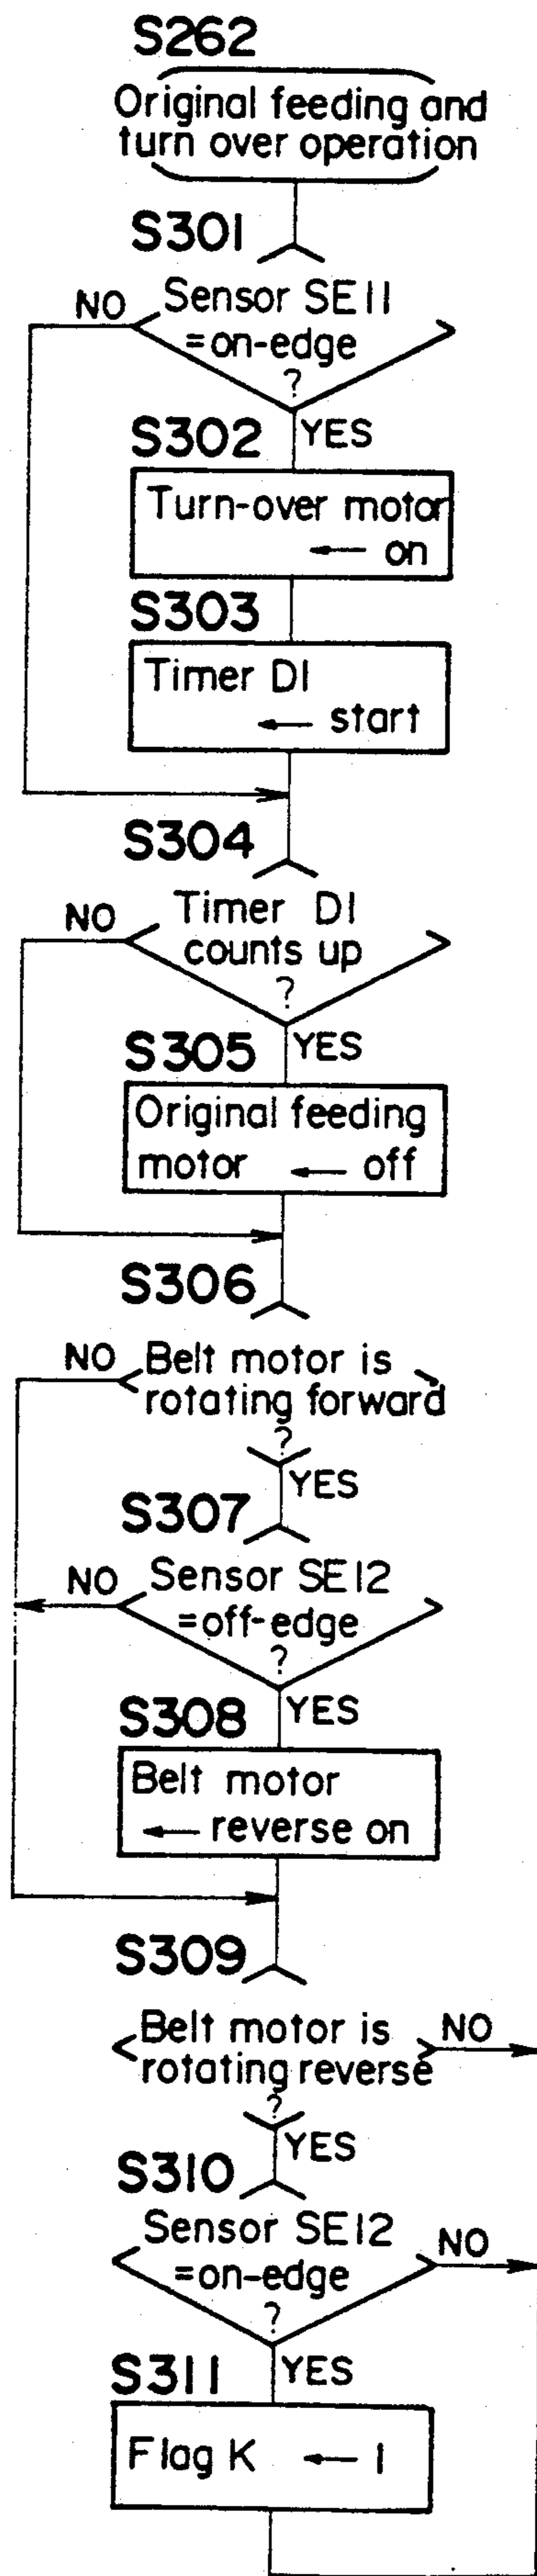 S262
Original feeding and
turn over operation
S301
NO
Sensor SE11
=on-edge
?
YES
S302
Turn-over motor
← on
S303
Timer D1
← start
S304
NO
Timer D1
counts up
?
YES
S305
Original feeding
motor ← off
S306
NO
Belt motor is
rotating forward
?
YES
S307
NO
Sensor SE12
=off-edge
?
YES
S308
Belt motor
← reverse on
S309
Belt motor is
rotating reverse
NO
?
YES
S310
Sensor SE12
=on-edge
NO
?
YES
S311
Flag K ← 1